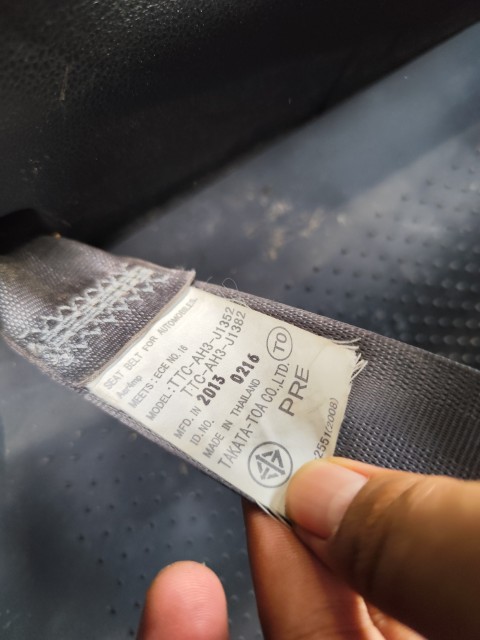 SEAT BELT FOR AUTOMOBILES.
MEETS: ECE NO. 16
MODEL: TTC-AH3-J1352
TTC-AH3-J1382
MFD. IN 2013 0216
ID.NO.
MADE IN THAILAND
TAKATA-TOA CO.,LTD. TO
PRE
2551(2008)